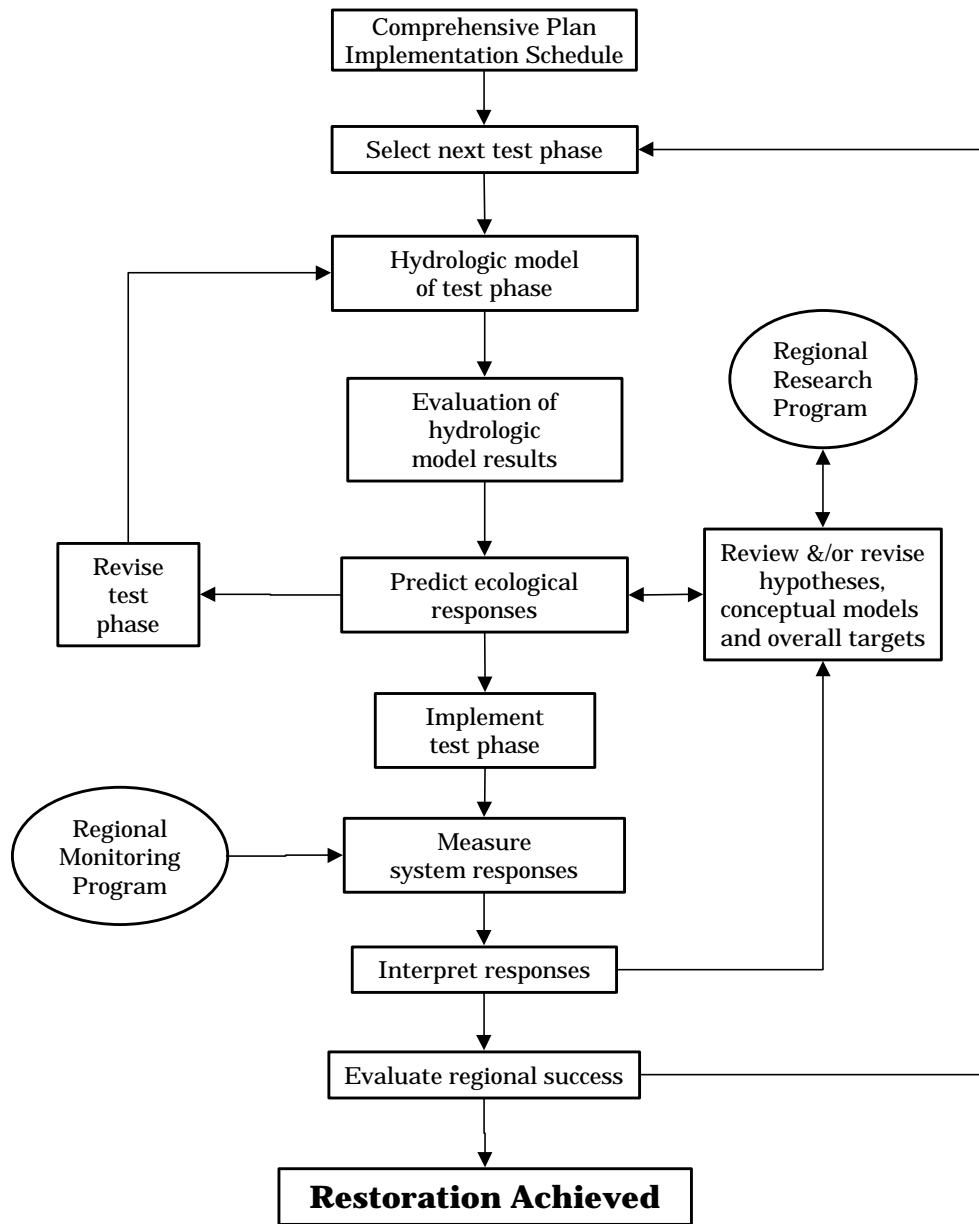 Comprehensive Plan
Implementation Schedule
Select next test phase
Hydrologic model
of test phase
Regional
Research
Program
Evaluation of
hydrologic
model results
Revise
test
phase
Predict ecological
responses
Review &/or revise
hypotheses,
conceptual models
and overall targets
Implement
test phase
Regional
Monitoring
Program
Measure
system responses
Interpret responses
Evaluate regional success
Restoration Achieved